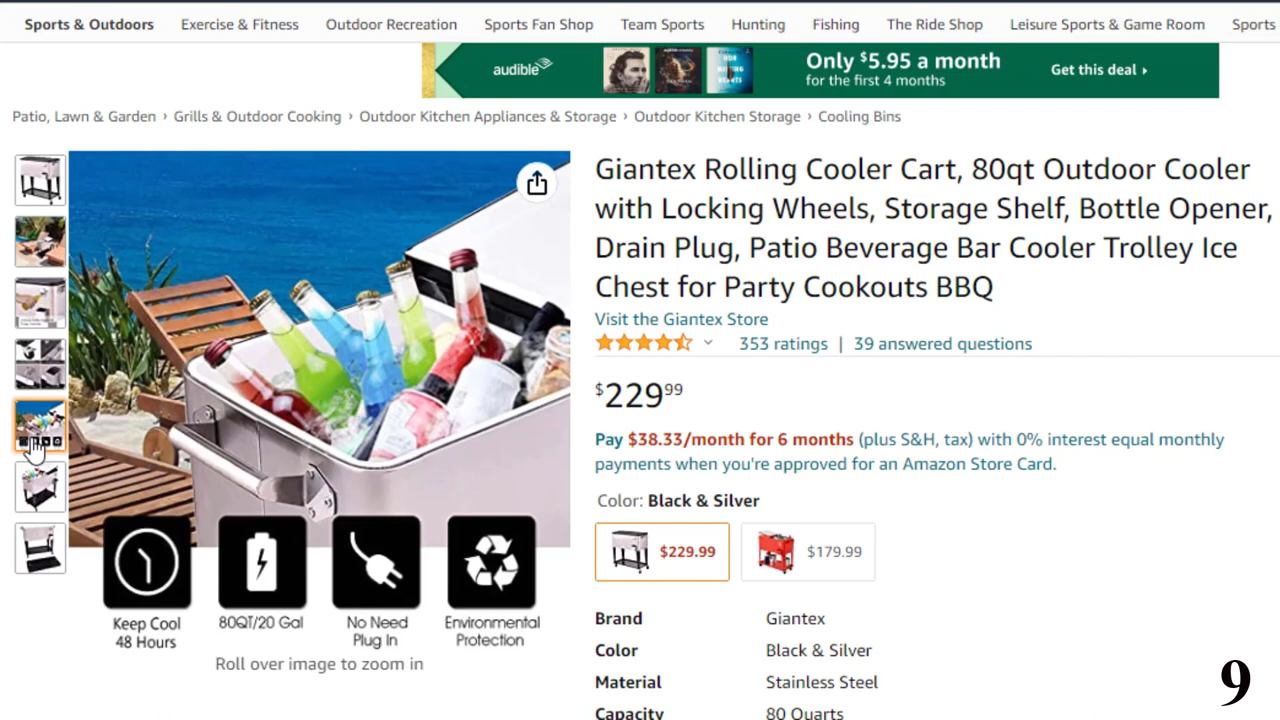 Sports & Outdoors Exercise & Fitness Outdoor Recreation Sports Fan Shop Team Sports Hunting Fishing The Ride Shop Leisure Sports & Game Room Sports
audible
Only $5.95 a month
for the first 4 months
Get this deal ›
Patio, Lawn & Garden › Grills & Outdoor Cooking › Outdoor Kitchen Appliances & Storage › Outdoor Kitchen Storage › Cooling Bins
Giantex Rolling Cooler Cart, 80qt Outdoor Cooler
with Locking Wheels, Storage Shelf, Bottle Opener,
Drain Plug, Patio Beverage Bar Cooler Trolley Ice
Chest for Party Cookouts BBQ
Visit the Giantex Store
353 ratings | 39 answered questions
$229.99
Pay $38.33/month for 6 months (plus S&H, tax) with 0% interest equal monthly
payments when you're approved for an Amazon Store Card.
Color: Black & Silver
$229.99 $179.99
Brand Giantex
Color Black & Silver
Material Stainless Steel
Capacity 80 Quarts
Keep Cool
48 Hours
80QT/20 Gal
No Need
Plug In
Environmental
Protection
Roll over image to zoom in
9